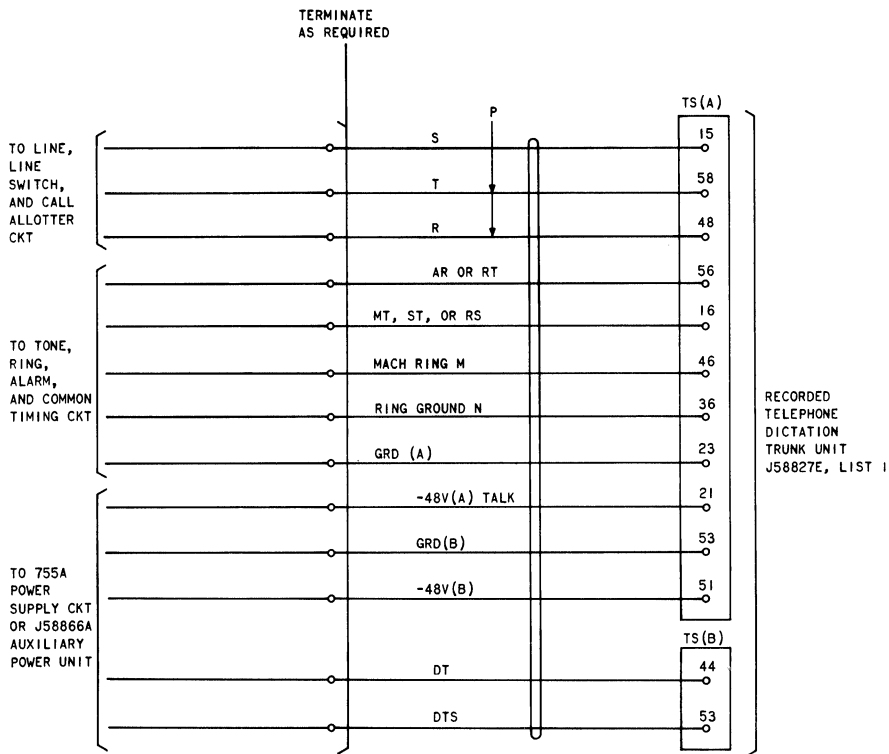 TERMINATE
AS REQUIRED
P
TS(A)
TO LINE,
LINE
SWITCH,
AND CALL
ALLOTTER
CKT
S
15
T
58
R
48
TO TONE,
RING,
ALARM,
AND COMMON
TIMING CKT
AR OR RT
56
MT, ST, OR RS
16
MACH RING M
46
RING GROUND N
36
GRD (A)
23
TO 755A
POWER
SUPPLY CKT
OR J58866A
AUXILIARY
POWER UNIT
-48V(A) TALK
21
GRD(B)
53
-48V(B)
51
TS(B)
DT
44
DTS
53
RECORDED
TELEPHONE
DICTATION
TRUNK UNIT
J58827E, LIST 1